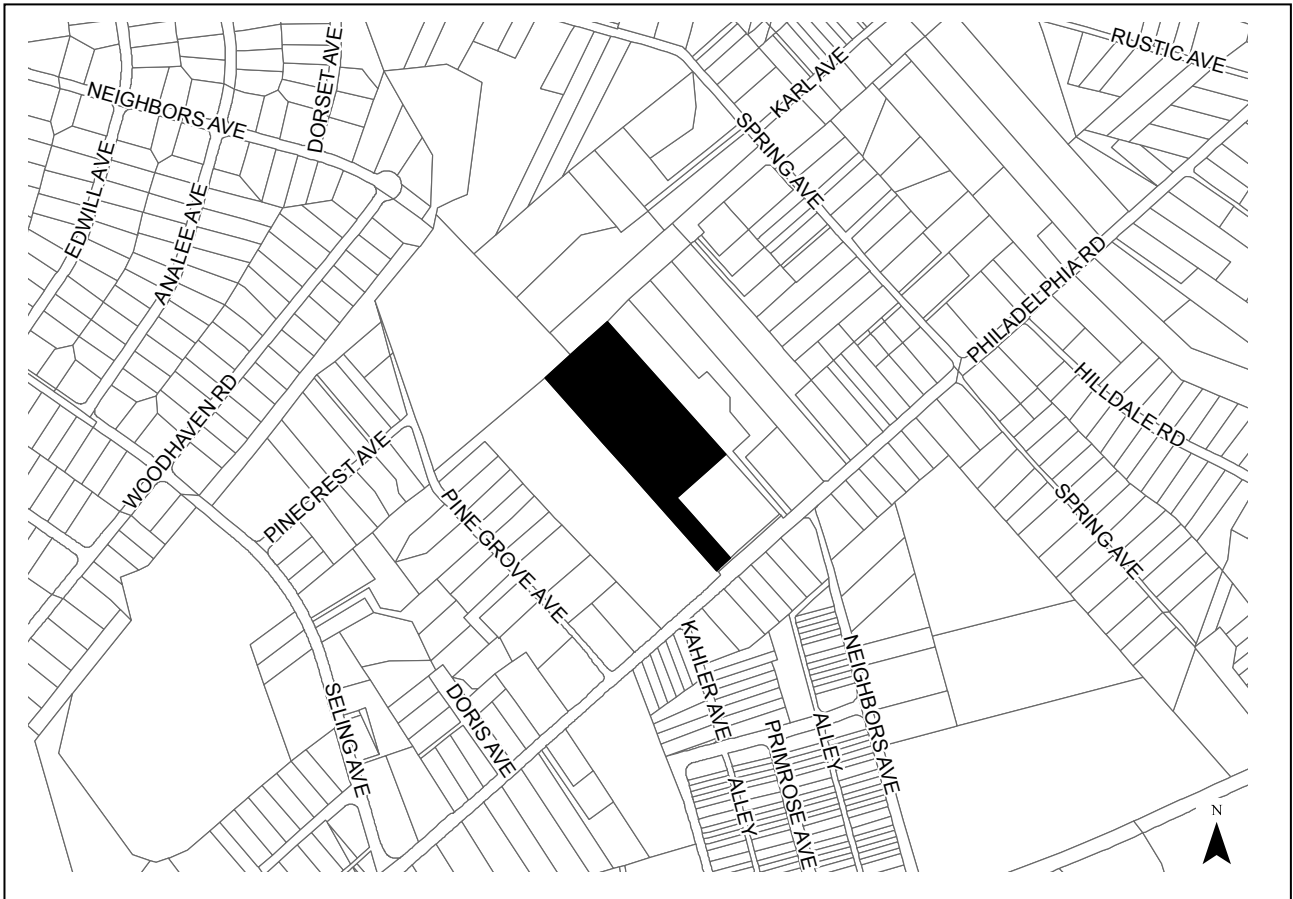 RUSTIC AVE
DORSET AVE
KARL AVE
NEIGHBORS AVE
SPRING AVE
EDWILL AVE
ANALEE AVE
PHILADELPHIA RD
HILLDALE RD
WOODHAVEN RD
PINECREST AVE
PINE GROVE AVE
SPRING AVE
KAHLER AVE
NEIGHBORS AVE
SELING AVE
DORIS AVE
ALLEY
PRIMROSE AVE
ALLEY
N